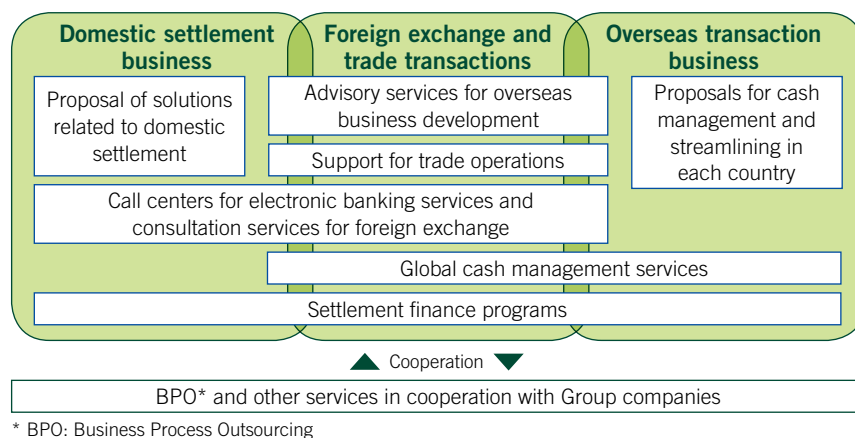 Domestic settlement
business
Foreign exchange and
trade transactions
Overseas transaction
business
Proposal of solutions
related to domestic
settlement
Advisory services for overseas
business development
Proposals for cash
management and
streamlining in
each country
Support for trade operations
Call centers for electronic banking services and
consultation services for foreign exchange
Global cash management services
Settlement finance programs
Cooperation
BPO* and other services in cooperation with Group companies
* BPO: Business Process Outsourcing